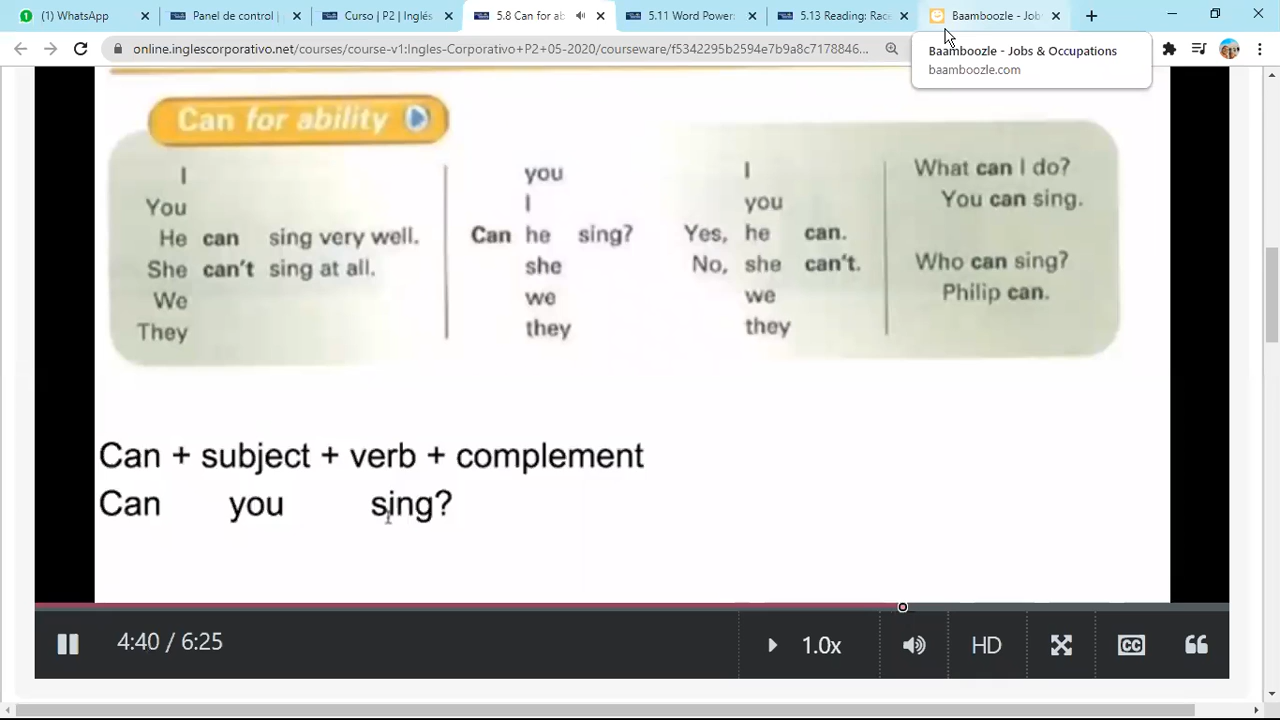 (1) WhatsApp
Pande control |
Curso | P2 | Inglés
5.8 Can for ab
5.11 Word Power:
5.13 Reading: Race
Baamboozle - Job
online.inglescorporativo.net/courses/course-v1:Ingles-Corporativo+P2+05-2020/courseware/f5342295b2594e7b9a8c7178846...
Baamboozle - Jobs & Occupations
baamboozle.com
Can for ability
I
You
He can sing very well.
She can't sing at all.
We
They
you
I
Can he sing?
she
we
they
I
you
Yes, he can.
No, she can't.
we
they
What can I do?
You can sing.
Who can sing?
Philip can.
Can + subject + verb + complement
Can you sing?
4:40 / 6:25
1.0x
HD
CC